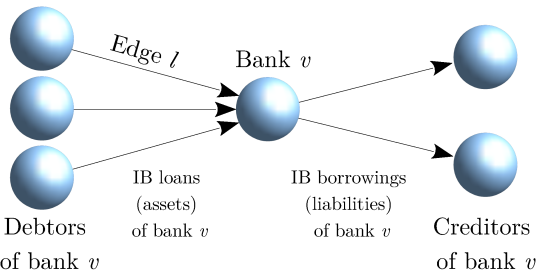 Edge l
Bank v
IB loans
(assets)
of bank v
IB borrowings
(liabilities)
of bank v
Debtors
of bank v
Creditors
of bank v